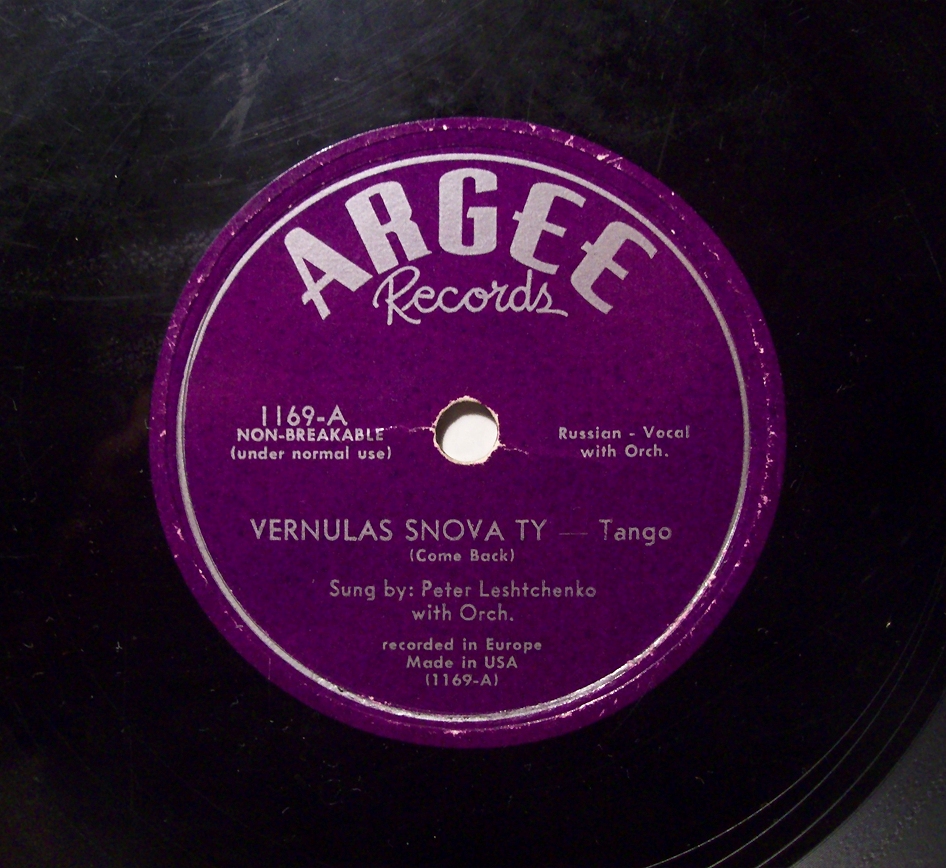 ARGEE
Records
1169-A
NON-BREAKABLE
(under normal use)
Russian - Vocal
with Orch.
VERNULAS SNOVA TY — Tango
(Come Back)
Sung by: Peter Leshtchenko
with Orch.
recorded in Europe
Made in USA
(1169-A)